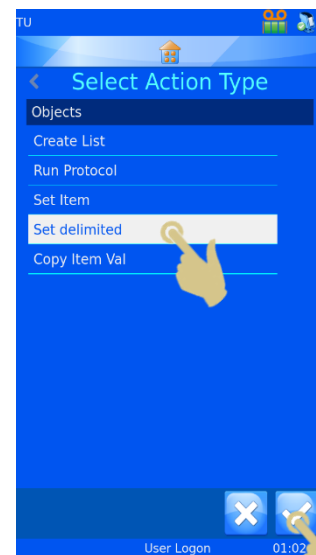 TU
Select Action Type
Objects
Create List
Run Protocol
Set Item
Set delimited
Copy Item Val
User Logon 01:02